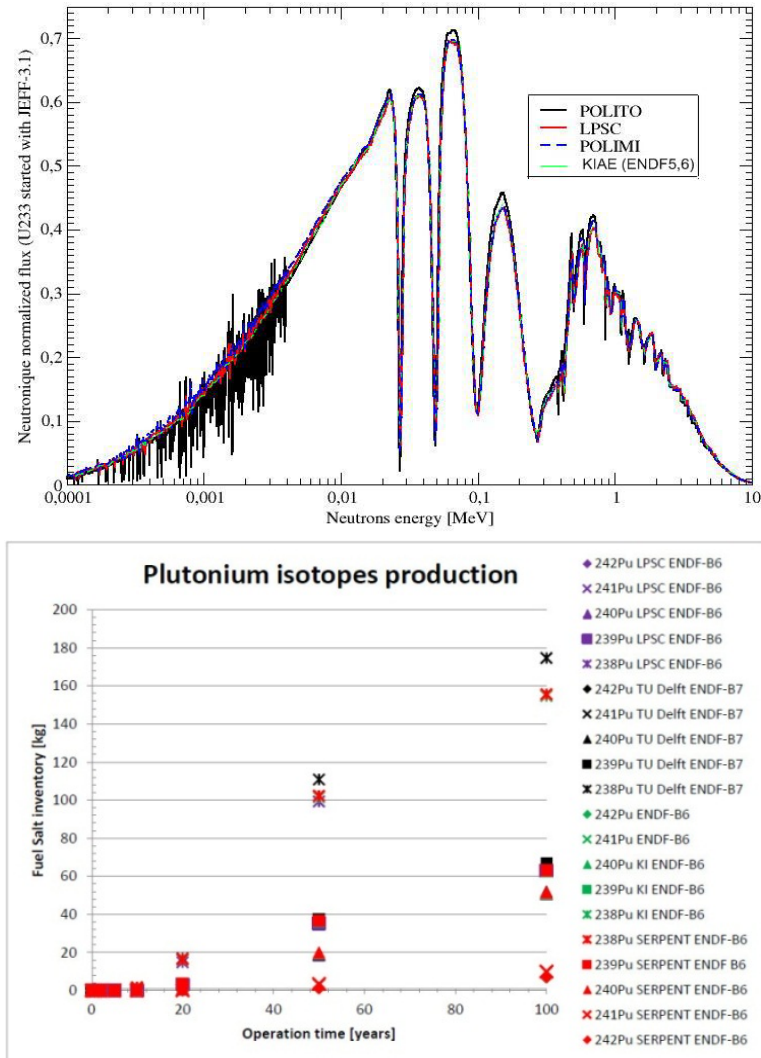 Neutronique normalized flux (U233 started with JEFF-3.1)
0,7
0,6
0,5
0,4
0,3
0,2
0,1
0
POLITO
LPSC
POLIMI
KIAE (ENDF5,6)
0,0001
0,001
0,01
0,1
1
10
Neutrons energy [MeV]
Plutonium isotopes production
Fuel Salt inventory [kg]
200
180
160
140
120
100
80
60
40
20
0
0
20
40
60
80
100
Operation time [years]
242Pu LPSC ENDF-B6
241Pu LPSC ENDF-B6
240Pu LPSC ENDF-B6
239Pu LPSC ENDF-B6
238Pu LPSC ENDF-B6
242Pu TU Delft ENDF-B7
241Pu TU Delft ENDF-B7
240Pu TU Delft ENDF-B7
239Pu TU Delft ENDF-B7
238Pu TU Delft ENDF-B7
242Pu ENDF-B6
241Pu ENDF-B6
240Pu KI ENDF-B6
239Pu KI ENDF-B6
238Pu KI ENDF-B6
238Pu SERPENT ENDF-B6
239Pu SERPENT ENDF B6
240Pu SERPENT ENDF-B6
241Pu SERPENT ENDF-B6
242Pu SERPENT ENDF-B6